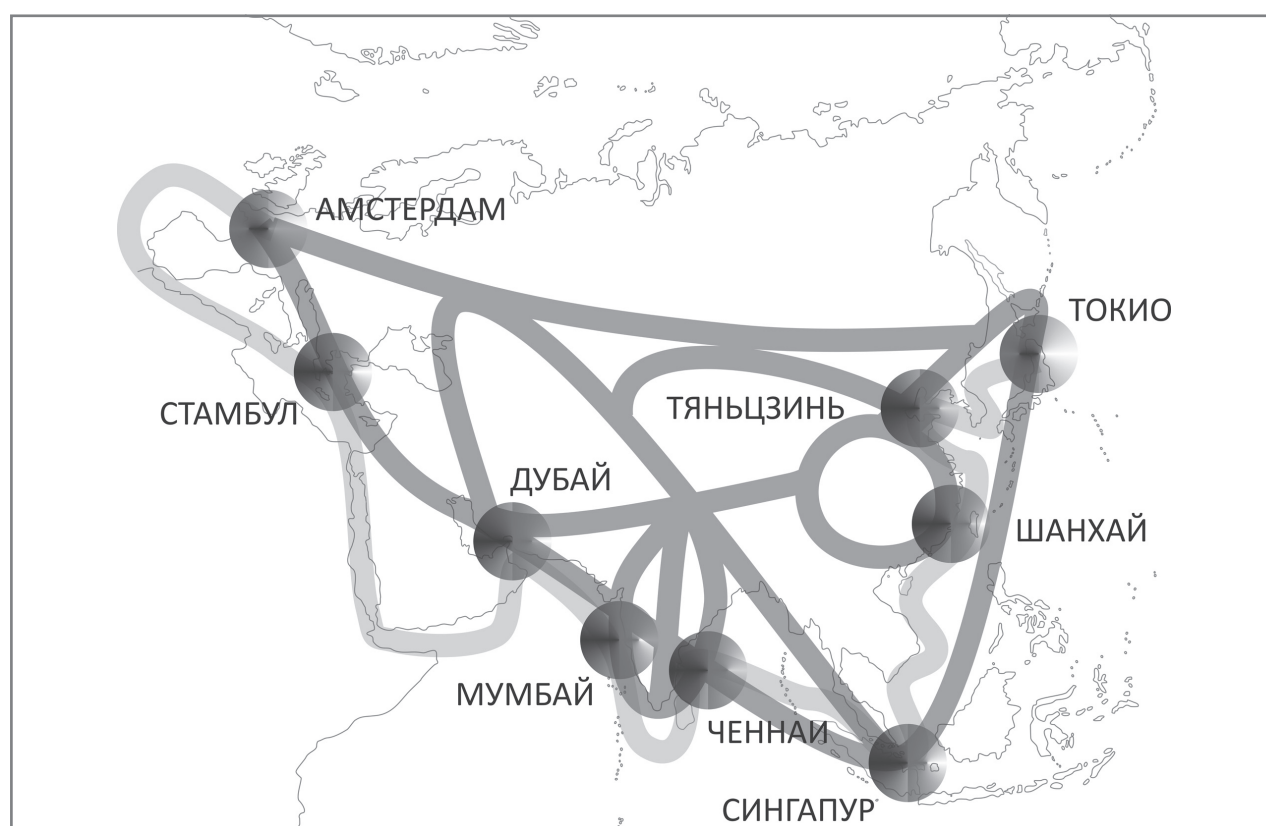 АМСТЕРДАМ
ТОКИО
СТАМБУЛ
ТЯНЬЦЗИНЬ
ДУБАЙ
ШАНХАЙ
МУМБАЙ
ЧЕННАИ
СИНГАПУР